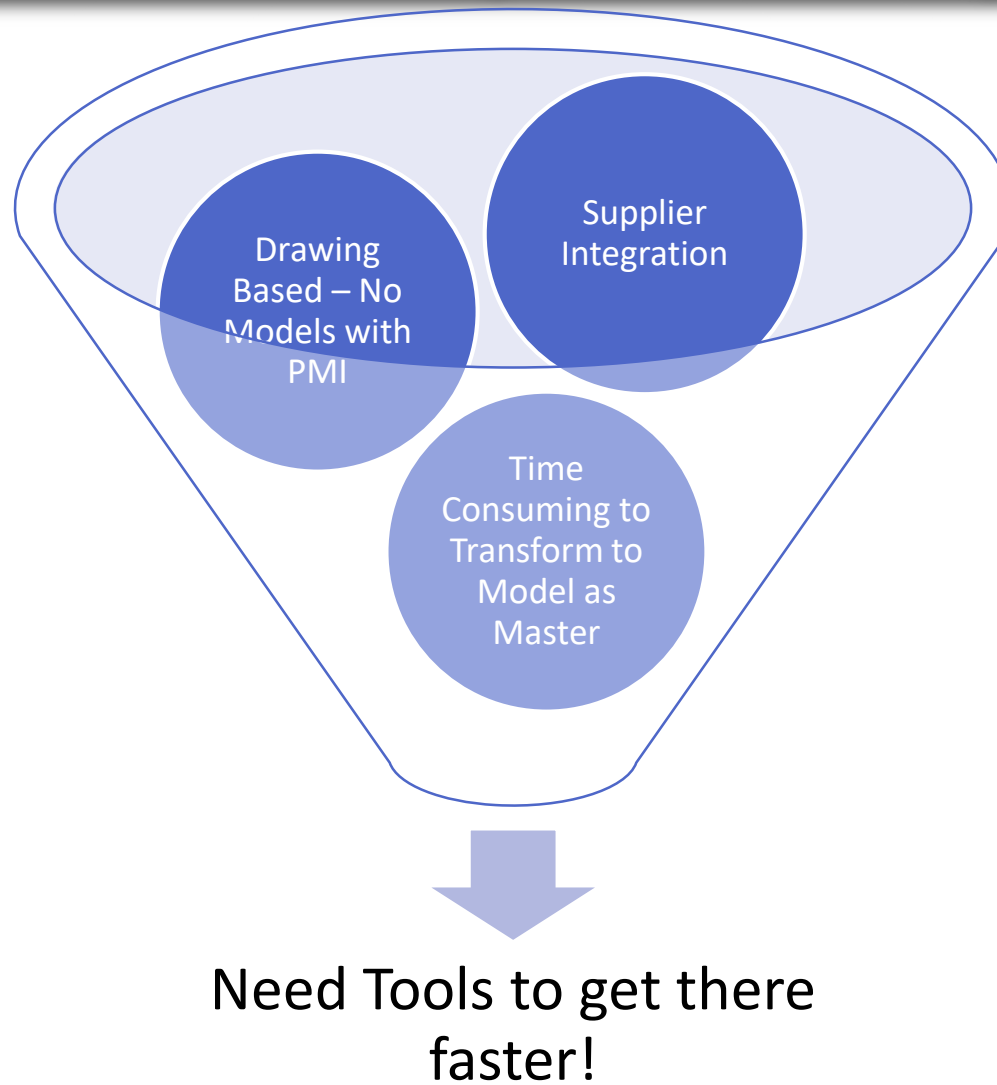 Drawing
Based – No
Models with
PMI
Supplier
Integration
Time
Consuming to
Transform to
Model as
Master
Need Tools to get there
faster!